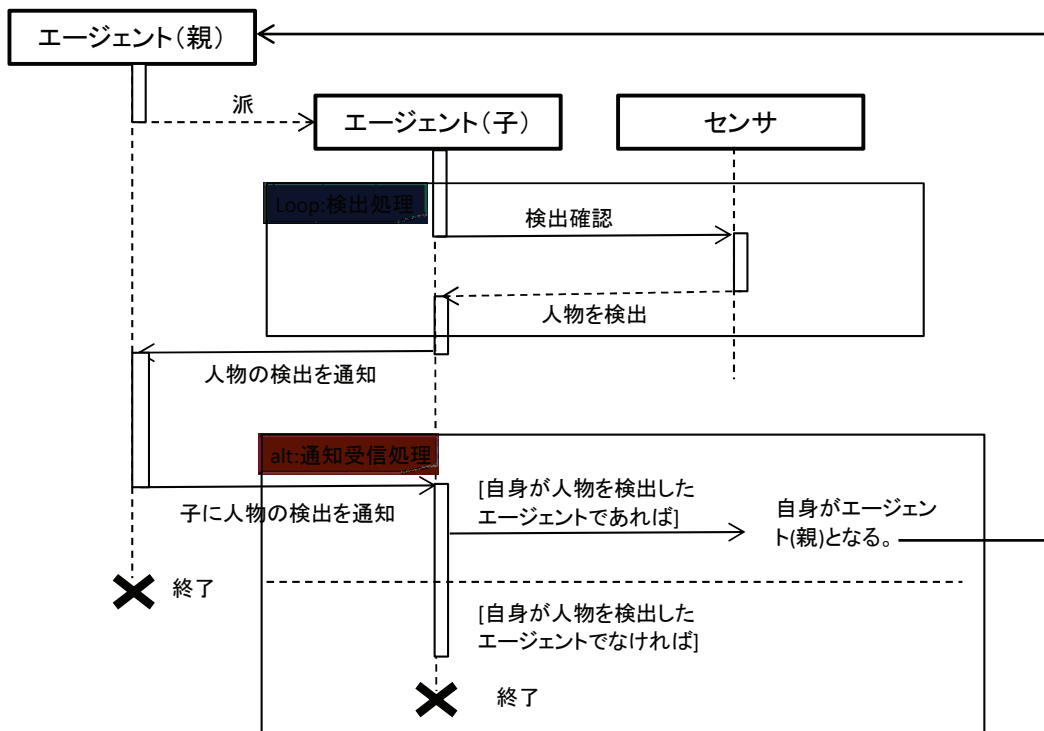 エージェント(親)
派
エージェント(子)
センサ
Loop:検出処理
検出確認
人物を検出
人物の検出を通知
alt:通知受信処理
[自身が人物を検出した
エージェントであれば]
自身がエージェン
ト(親)となる。
子に人物の検出を通知
終了
[自身が人物を検出した
エージェントでなければ]
終了